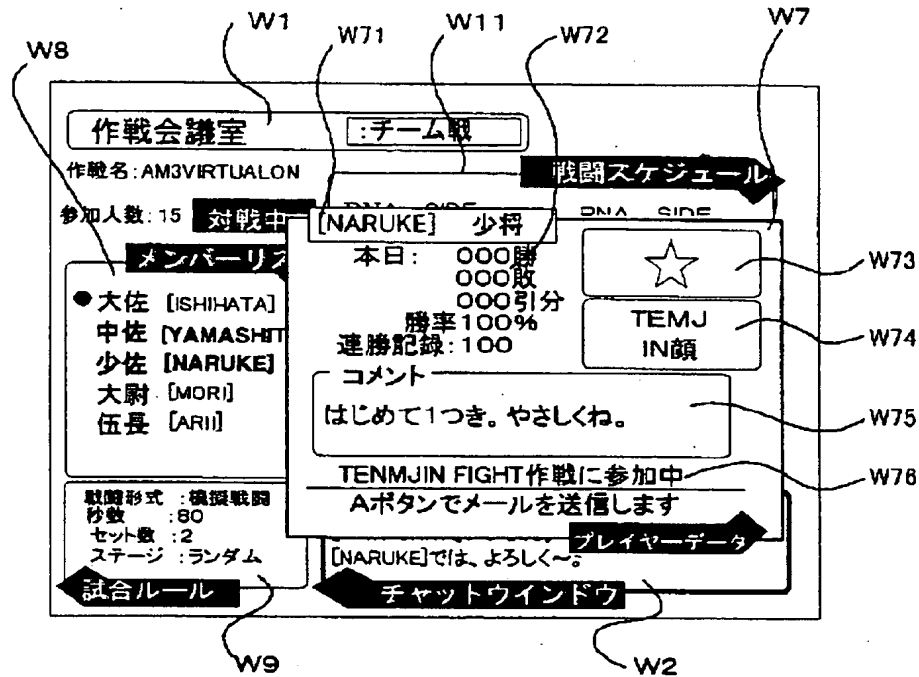 W8
W1
W71
W11
W72
W7
作戦会議室 :チーム戦
作戦名:AM3VIRTUALON
戦闘スケジュール
参加人数:15 対戦中
RNA SIDE
[NARUKE] 少将
メンバーリス
本日: 000勝
000敗
000引分
勝率100%
連勝記録:100
☆
W73
TEMJ
IN顔
W74
●大佐 [ISHIHATA]
中佐 [YAMASHIT
少佐 [NARUKE]
大尉 [MORI]
伍長 [ARII]
コメント
はじめて1つき。やさしくね。
W75
TENMJIN FIGHT作戦に参加中
W76
Aボタンでメールを送信します
プレイヤーデータ
戦闘形式 :模擬戦闘
秒数 :80
セット数 :2
ステージ :ランダム
試合ルール
[NARUKE]では、よろしく~。
チャットウインドウ
W9
W2